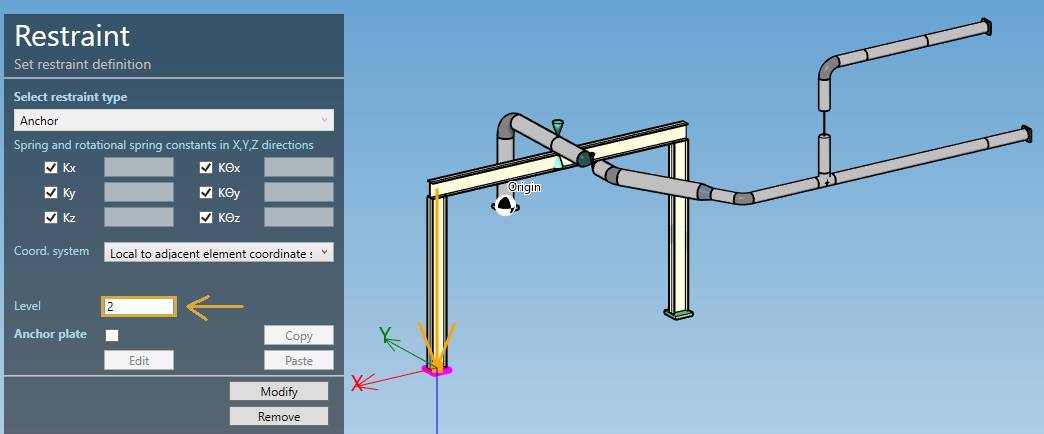 Restraint
Set restraint definition
Select restraint type
Anchor
Spring and rotational spring constants in X,Y,Z directions
Kx KΘx
Ky KΘy
Kz KΘz
Coord. system Local to adjacent element coordinate s
Level 2
Anchor plate Copy
Edit Paste
Modify
Remove
Origin
Y
X